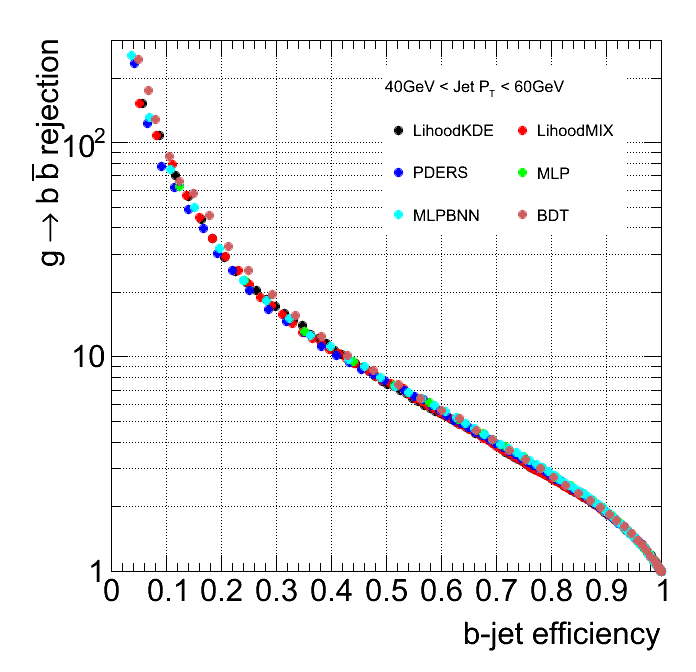 g → b b̅ rejection
10²
10
1
40GeV < Jet P_T < 60GeV
LihoodKDE LihoodMIX
PDERS MLP
MLPBNN BDT
0 0.1 0.2 0.3 0.4 0.5 0.6 0.7 0.8 0.9 1
b-jet efficiency